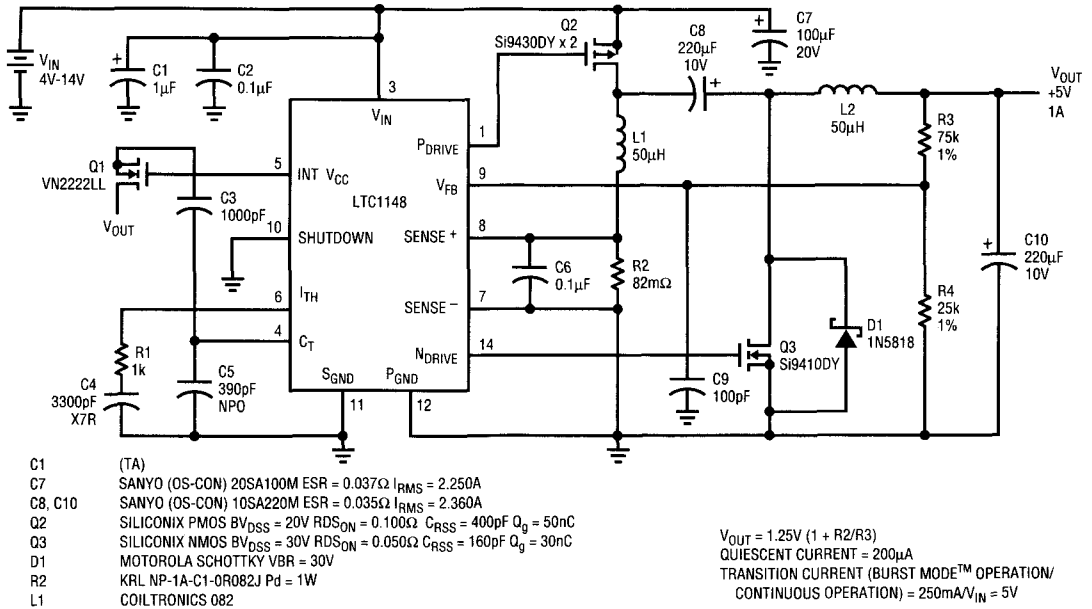 V_IN
4V-14V
+
C1
1µF
C2
0.1µF
3
V_IN
Q2
Si9430DY x 2
C8
220µF
10V
+
+
C7
100µF
20V
V_OUT
+5V
1A
L2
50µH
R3
75k
1%
L1
50µH
1
P_DRIVE
Q1
VN2222LL
V_OUT
5
INT V_CC
9
V_FB
C3
1000pF
LTC1148
10
SHUTDOWN
SENSE +
8
C6
0.1µF
R2
82mΩ
+
C10
220µF
10V
6
I_TH
SENSE –
7
R4
25k
1%
D1
1N5818
4
C_T
R1
1k
N_DRIVE
14
Q3
Si9410DY
C4
3300pF
X7R
C5
390pF
NPO
S_GND
P_GND
11
12
C9
100pF
C1 (TA)
C7 SANYO (OS-CON) 20SA100M ESR = 0.037Ω I_RMS = 2.250A
C8, C10 SANYO (OS-CON) 10SA220M ESR = 0.035Ω I_RMS = 2.360A
Q2 SILICONIX PMOS BV_DSS = 20V RDS_ON = 0.100Ω C_RSS = 400pF Q_g = 50nC
Q3 SILICONIX NMOS BV_DSS = 30V RDS_ON = 0.050Ω C_RSS = 160pF Q_g = 30nC
D1 MOTOROLA SCHOTTKY VBR = 30V
R2 KRL NP-1A-C1-0R082J Pd = 1W
L1 COILTRONICS 082
V_OUT = 1.25V (1 + R2/R3)
QUIESCENT CURRENT = 200µA
TRANSITION CURRENT (BURST MODE™ OPERATION/
CONTINUOUS OPERATION) = 250mA/V_IN = 5V